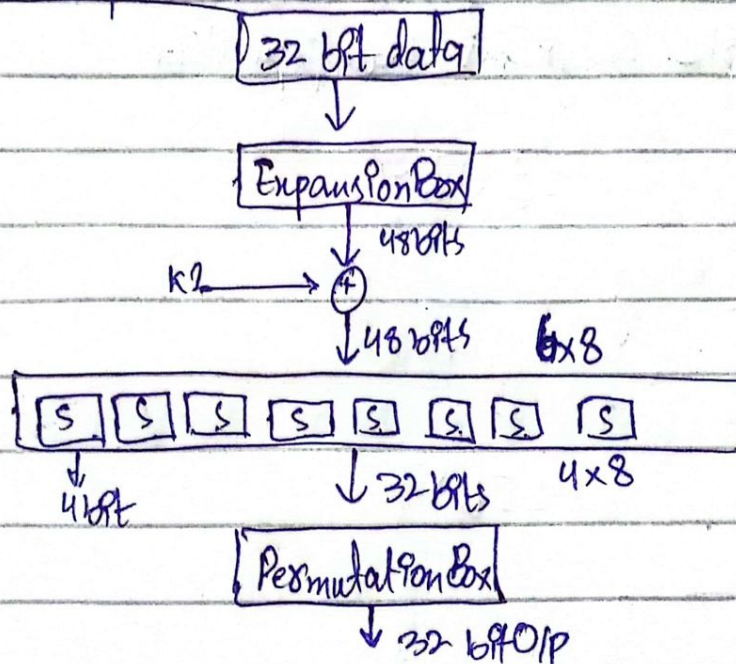 32 bit data
Expansion Box
48 bits
K2
+
48 bits 6x8
S S S S S S S S
4 bit 32 bits 4x8
Permutation Box
32 bit O/p